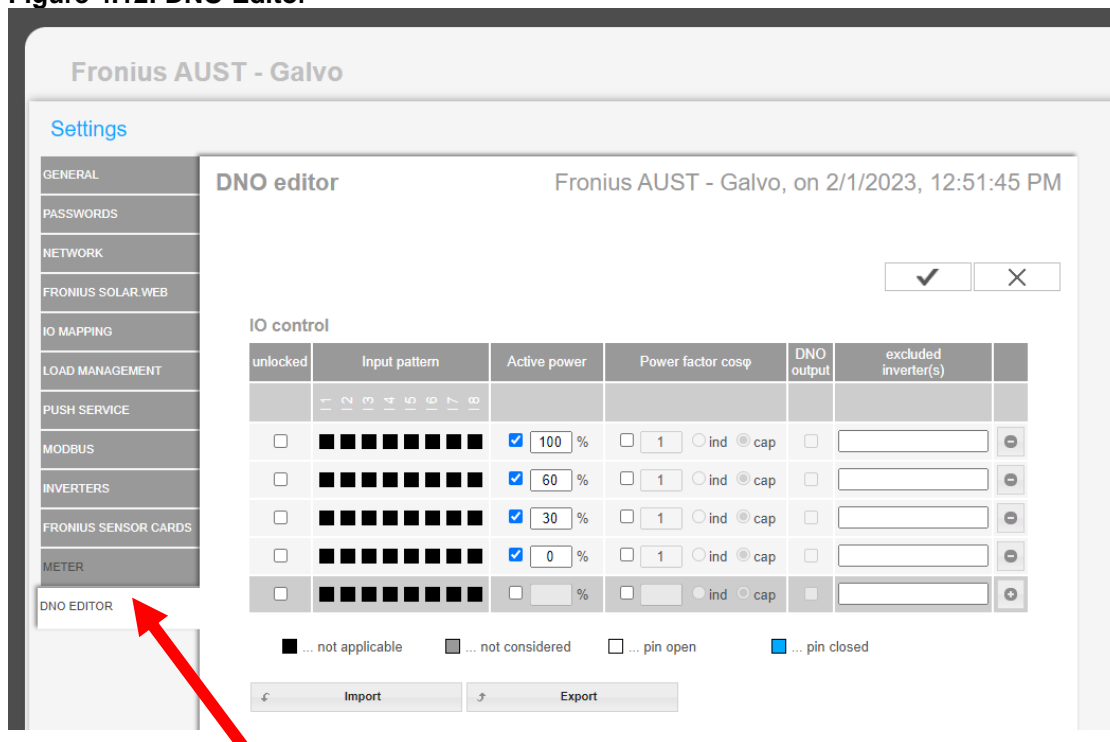 Figure 4.12: DNO Editor
Fronius AUST - Galvo
Settings
GENERAL
PASSWORDS
NETWORK
FRONIUS SOLAR.WEB
IO MAPPING
LOAD MANAGEMENT
PUSH SERVICE
MODBUS
INVERTERS
FRONIUS SENSOR CARDS
METER
DNO EDITOR
DNO editor Fronius AUST - Galvo, on 2/1/2023, 12:51:45 PM
IO control
unlocked Input pattern Active power Power factor cosφ DNO output excluded inverter(s)
I1 I2 I3 I4 I5 I6 I7 I8
100 % 1 ind cap
60 % 1 ind cap
30 % 1 ind cap
0 % 1 ind cap
% ind cap
... not applicable ... not considered ... pin open ... pin closed
Import Export